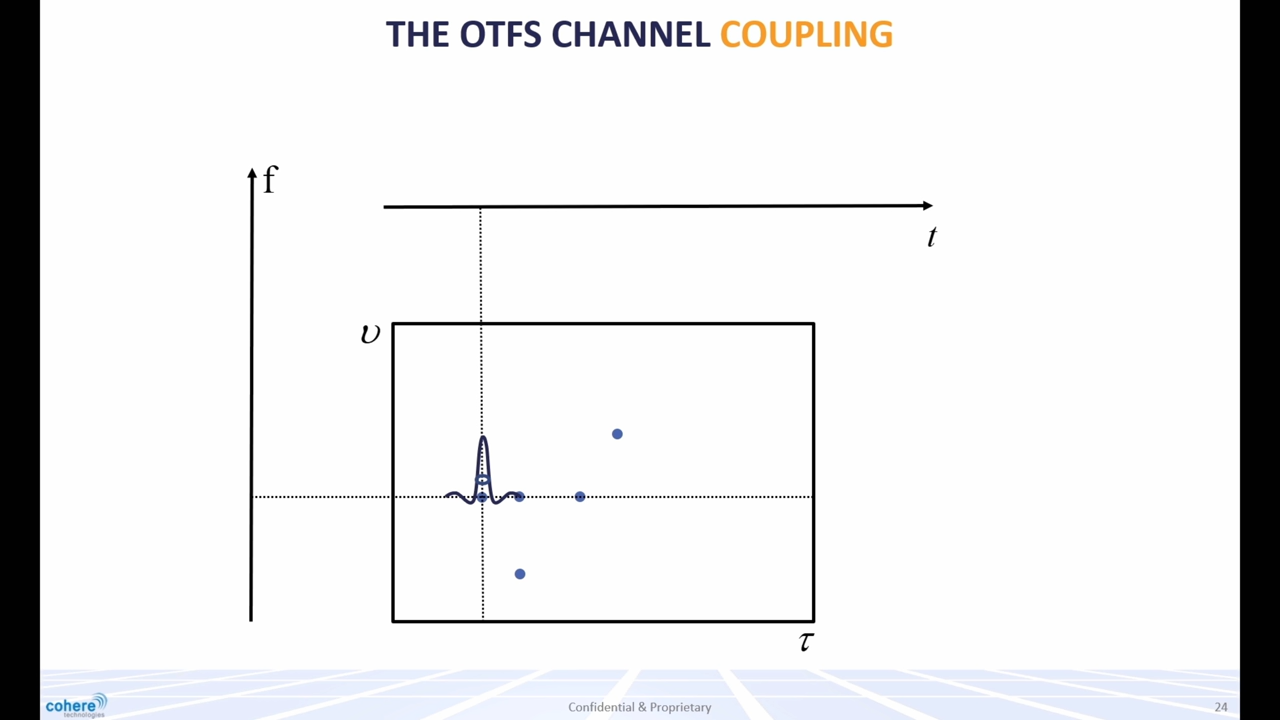 THE OTFS CHANNEL COUPLING
f
t
υ
τ
cohere
technologies
Confidential & Proprietary
24